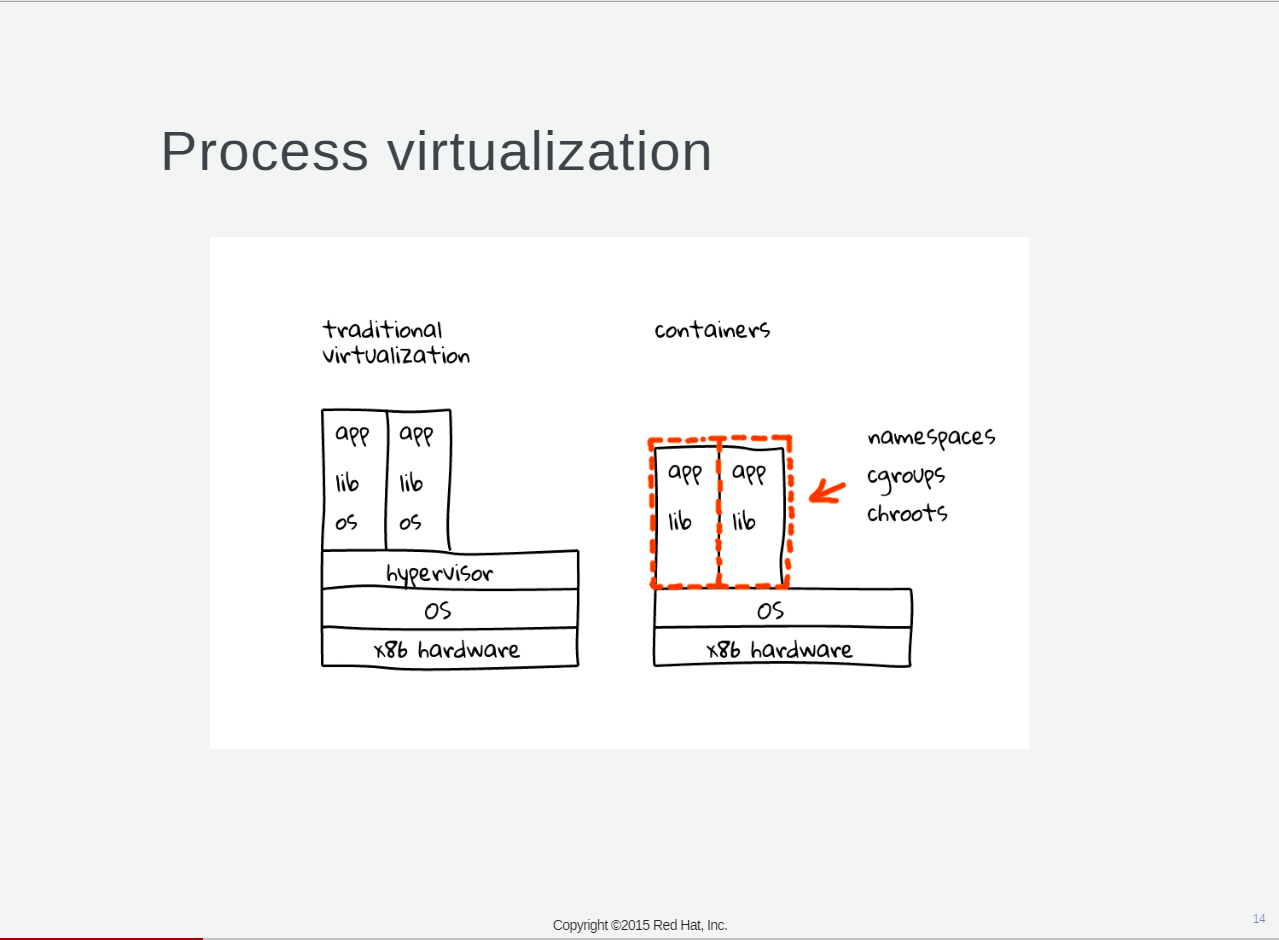 Process virtualization
traditional
virtualization
app app
lib lib
os os
hypervisor
OS
x86 hardware
containers
app app
lib lib
OS
x86 hardware
namespaces
cgroups
chroots
Copyright ©2015 Red Hat, Inc.
14